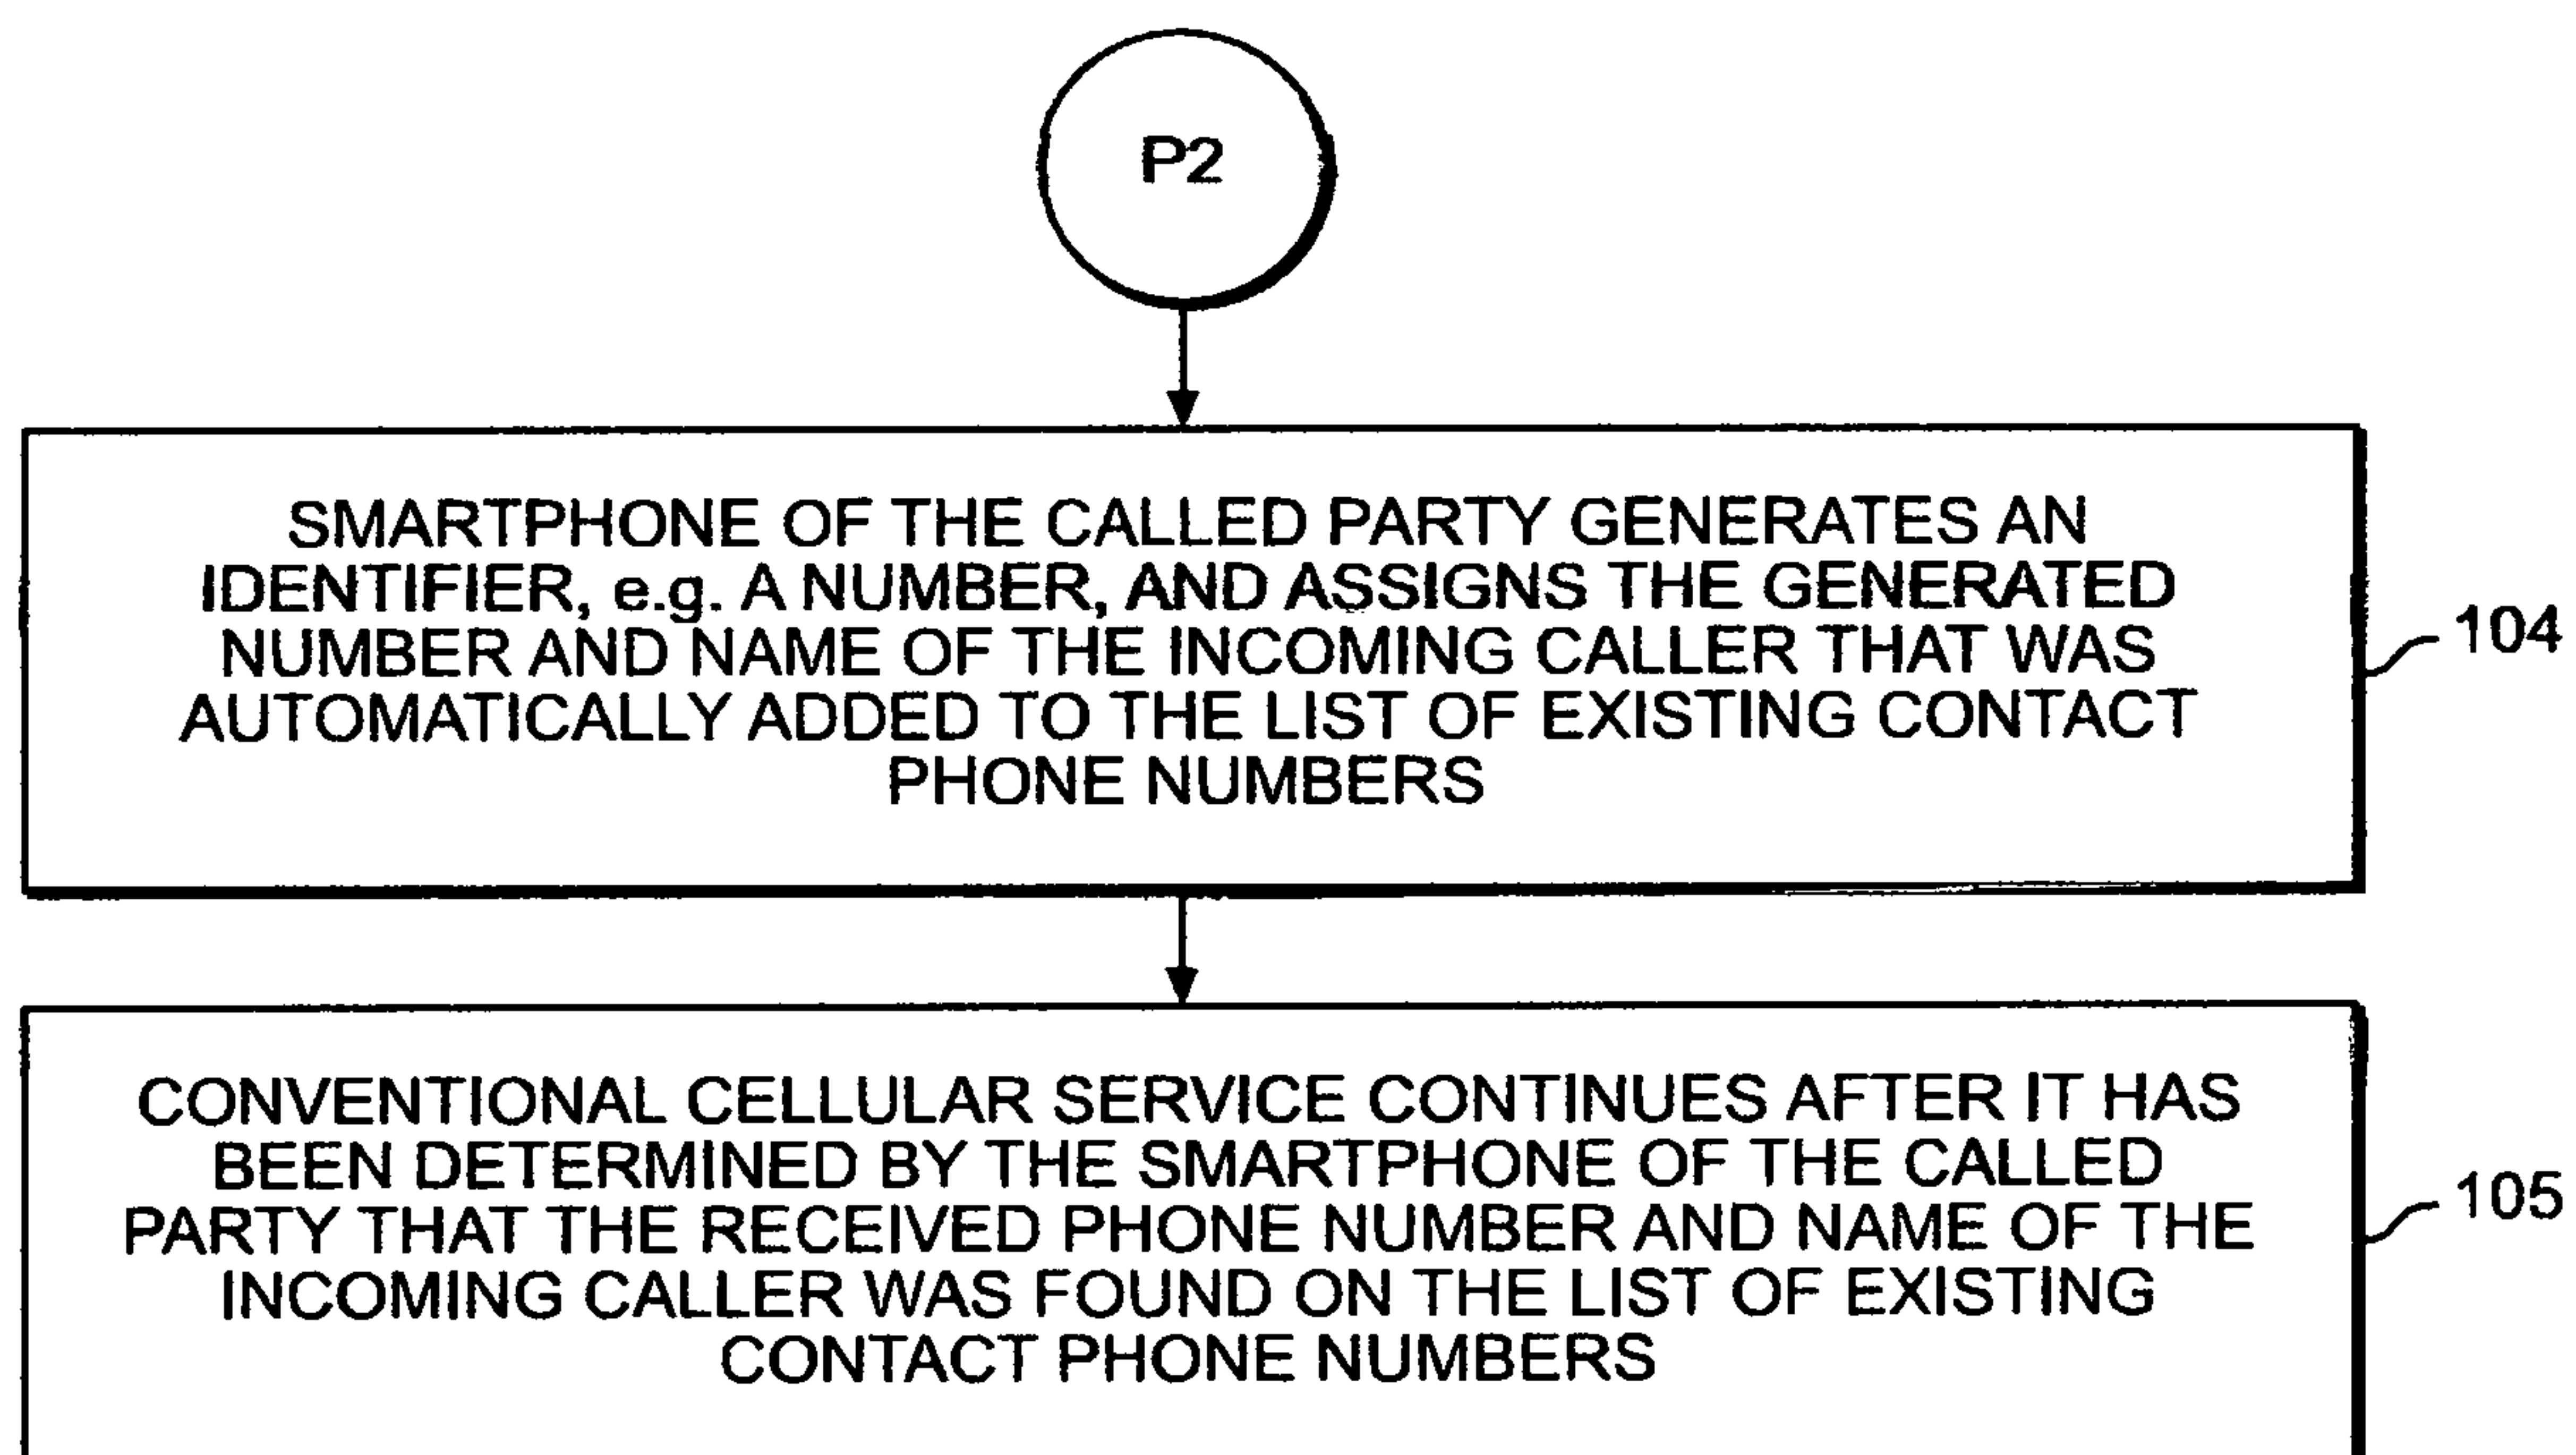 P2
SMARTPHONE OF THE CALLED PARTY GENERATES AN
IDENTIFIER, e.g. A NUMBER, AND ASSIGNS THE GENERATED
NUMBER AND NAME OF THE INCOMING CALLER THAT WAS
AUTOMATICALLY ADDED TO THE LIST OF EXISTING CONTACT
PHONE NUMBERS
104
CONVENTIONAL CELLULAR SERVICE CONTINUES AFTER IT HAS
BEEN DETERMINED BY THE SMARTPHONE OF THE CALLED
PARTY THAT THE RECEIVED PHONE NUMBER AND NAME OF THE
INCOMING CALLER WAS FOUND ON THE LIST OF EXISTING
CONTACT PHONE NUMBERS
105